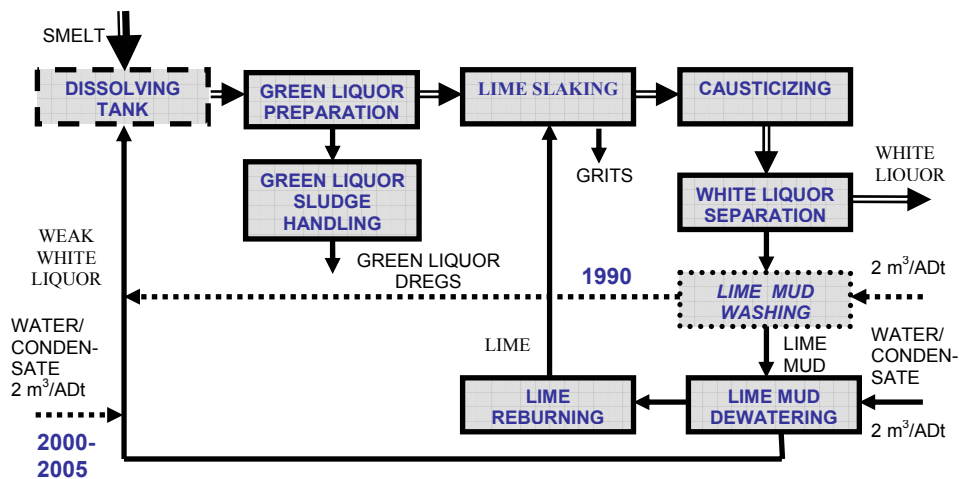 SMELT
DISSOLVING
TANK
GREEN LIQUOR
PREPARATION
LIME SLAKING
CAUSTICIZING
GRITS
WHITE
LIOUOR
GREEN LIQUOR
SLUDGE
HANDLING
WHITE LIQUOR
SEPARATION
WEAK
WHITE
LIQUOR
GREEN LIQUOR
DREGS
1990
LIME MUD
WASHING
2 m³/ADt
WATER/
CONDEN-
SATE
2 m³/ADt
LIME
LIME
MUD
WATER/
CONDEN-
SATE
LIME
REBURNING
LIME MUD
DEWATERING
2 m³/ADt
2000-
2005